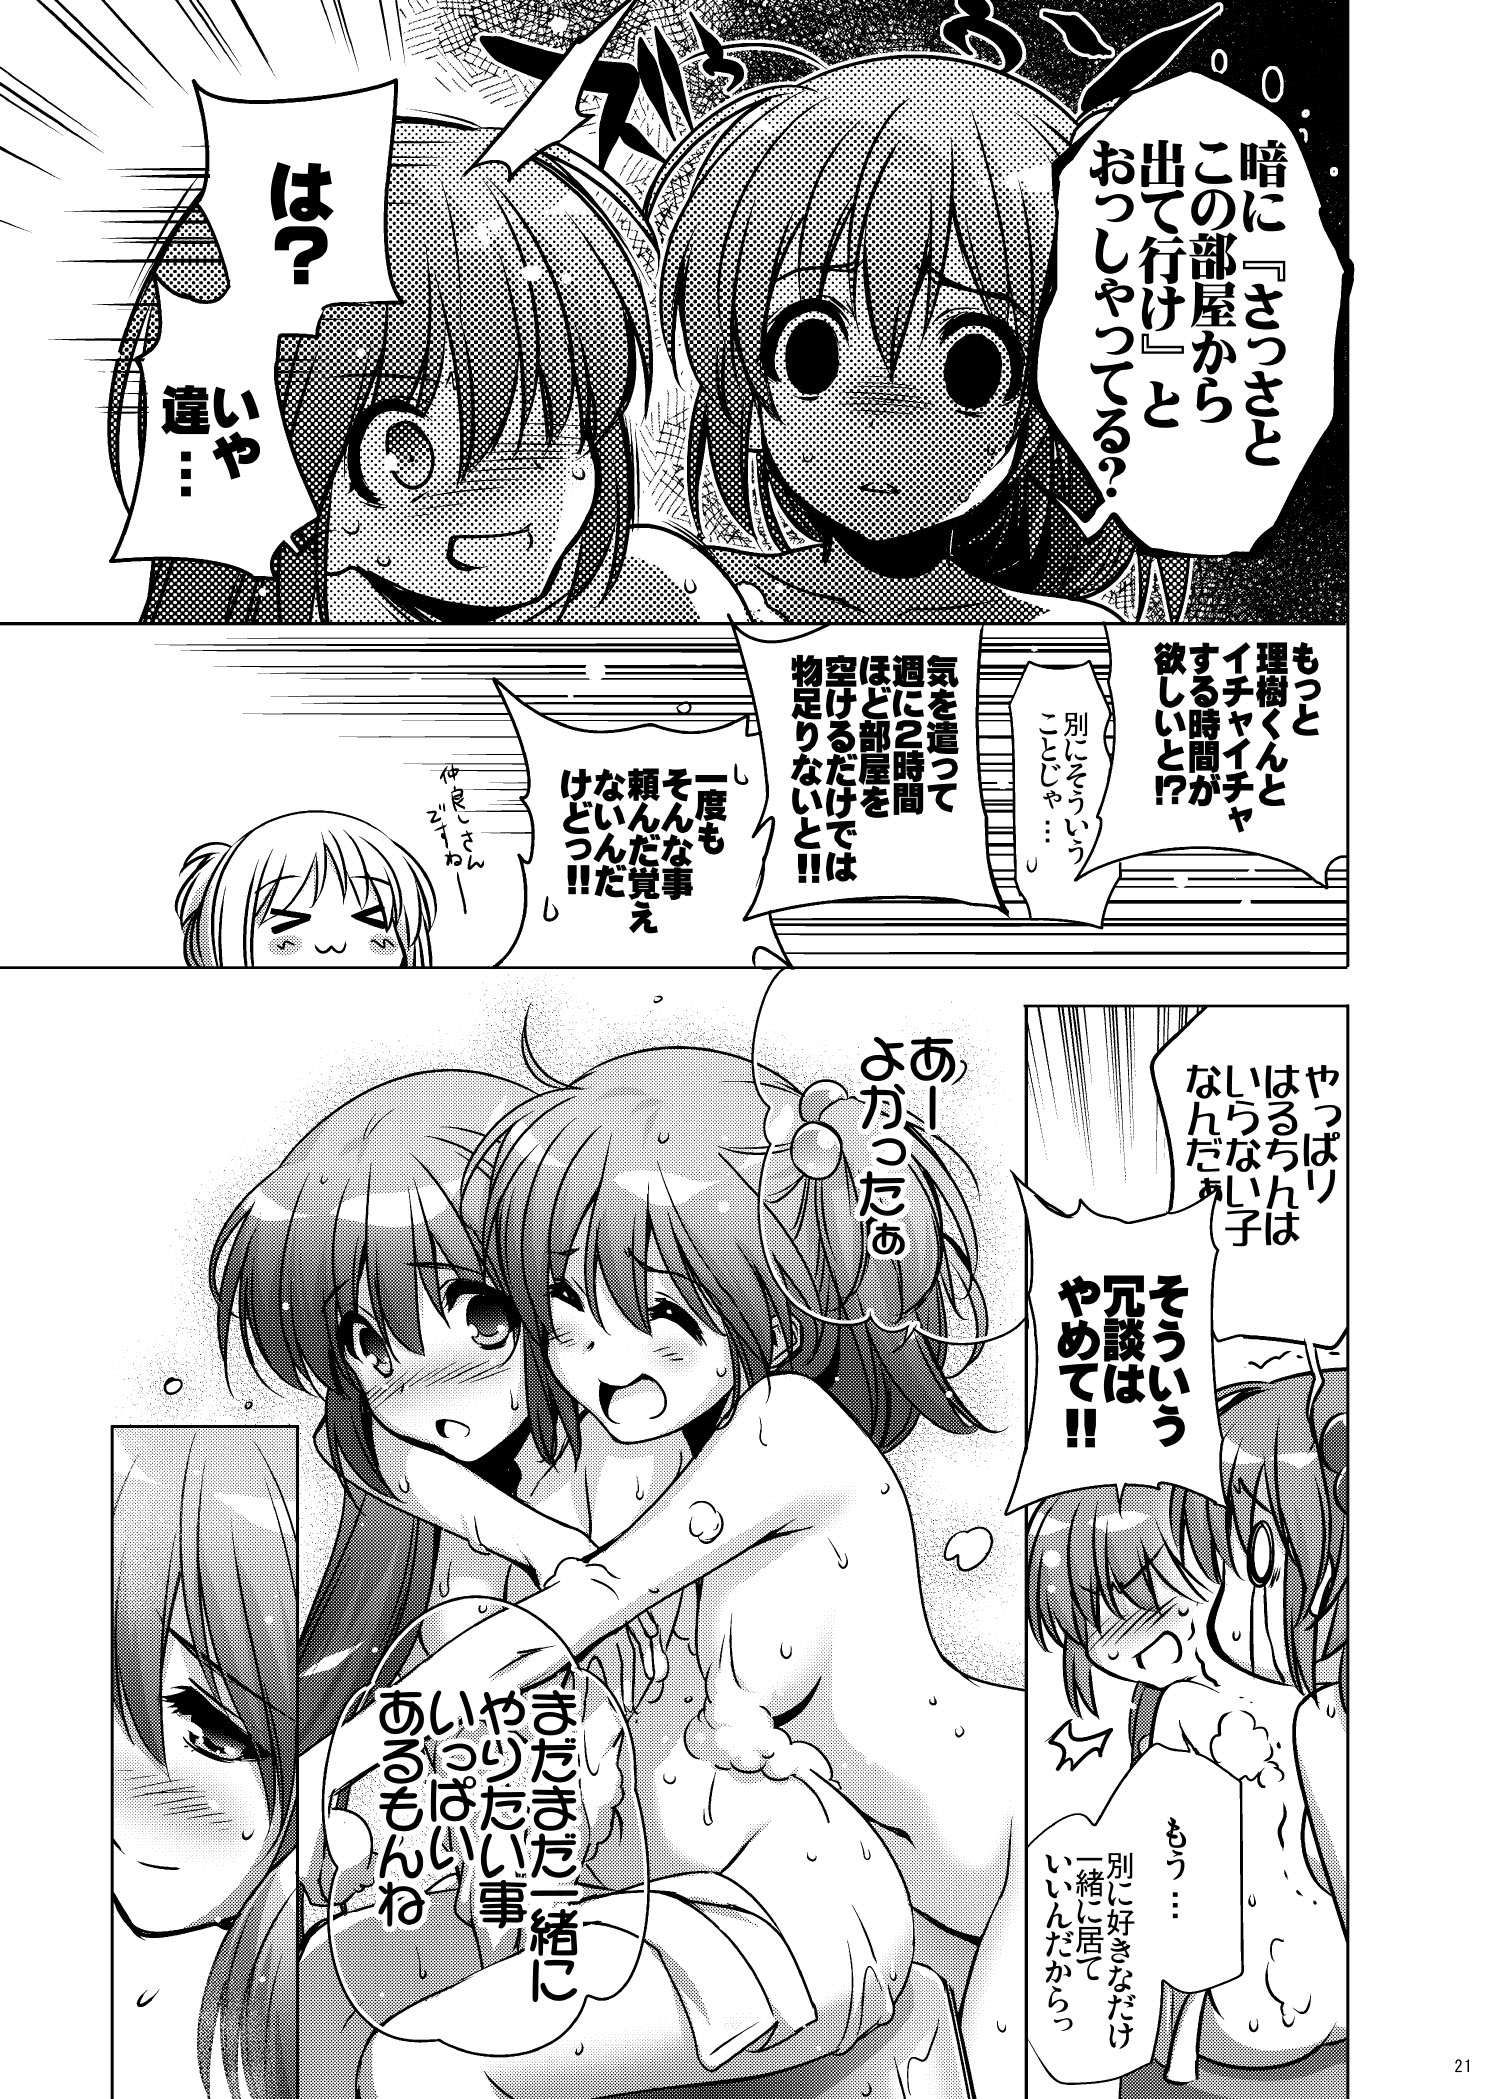 暗に『さっさと
この部屋から
出て行け』と
おっしゃってる?
ず
う
は?
いや
違…
もっと
理樹くんと
イチャイチャ
する時間が
欲しいと!?
別にそういう
ことじゃ…
気を遣って
週に2時間
ほど部屋を
空けるだけでは
物足りないと!!
一度も
そんな事
頼んだ覚え
ないんだ
けどっ!!
仲良しさん
ですねー
やっぱり
はるちんは
いらない子
なんだぁ
そういう
冗談は
やめて!!
もう…
別に好きなだけ
一緒に居て
いいんだからっ
あー
よかったぁ
まだまだ一緒に
やりたい事
いっぱい
あるもんね
21